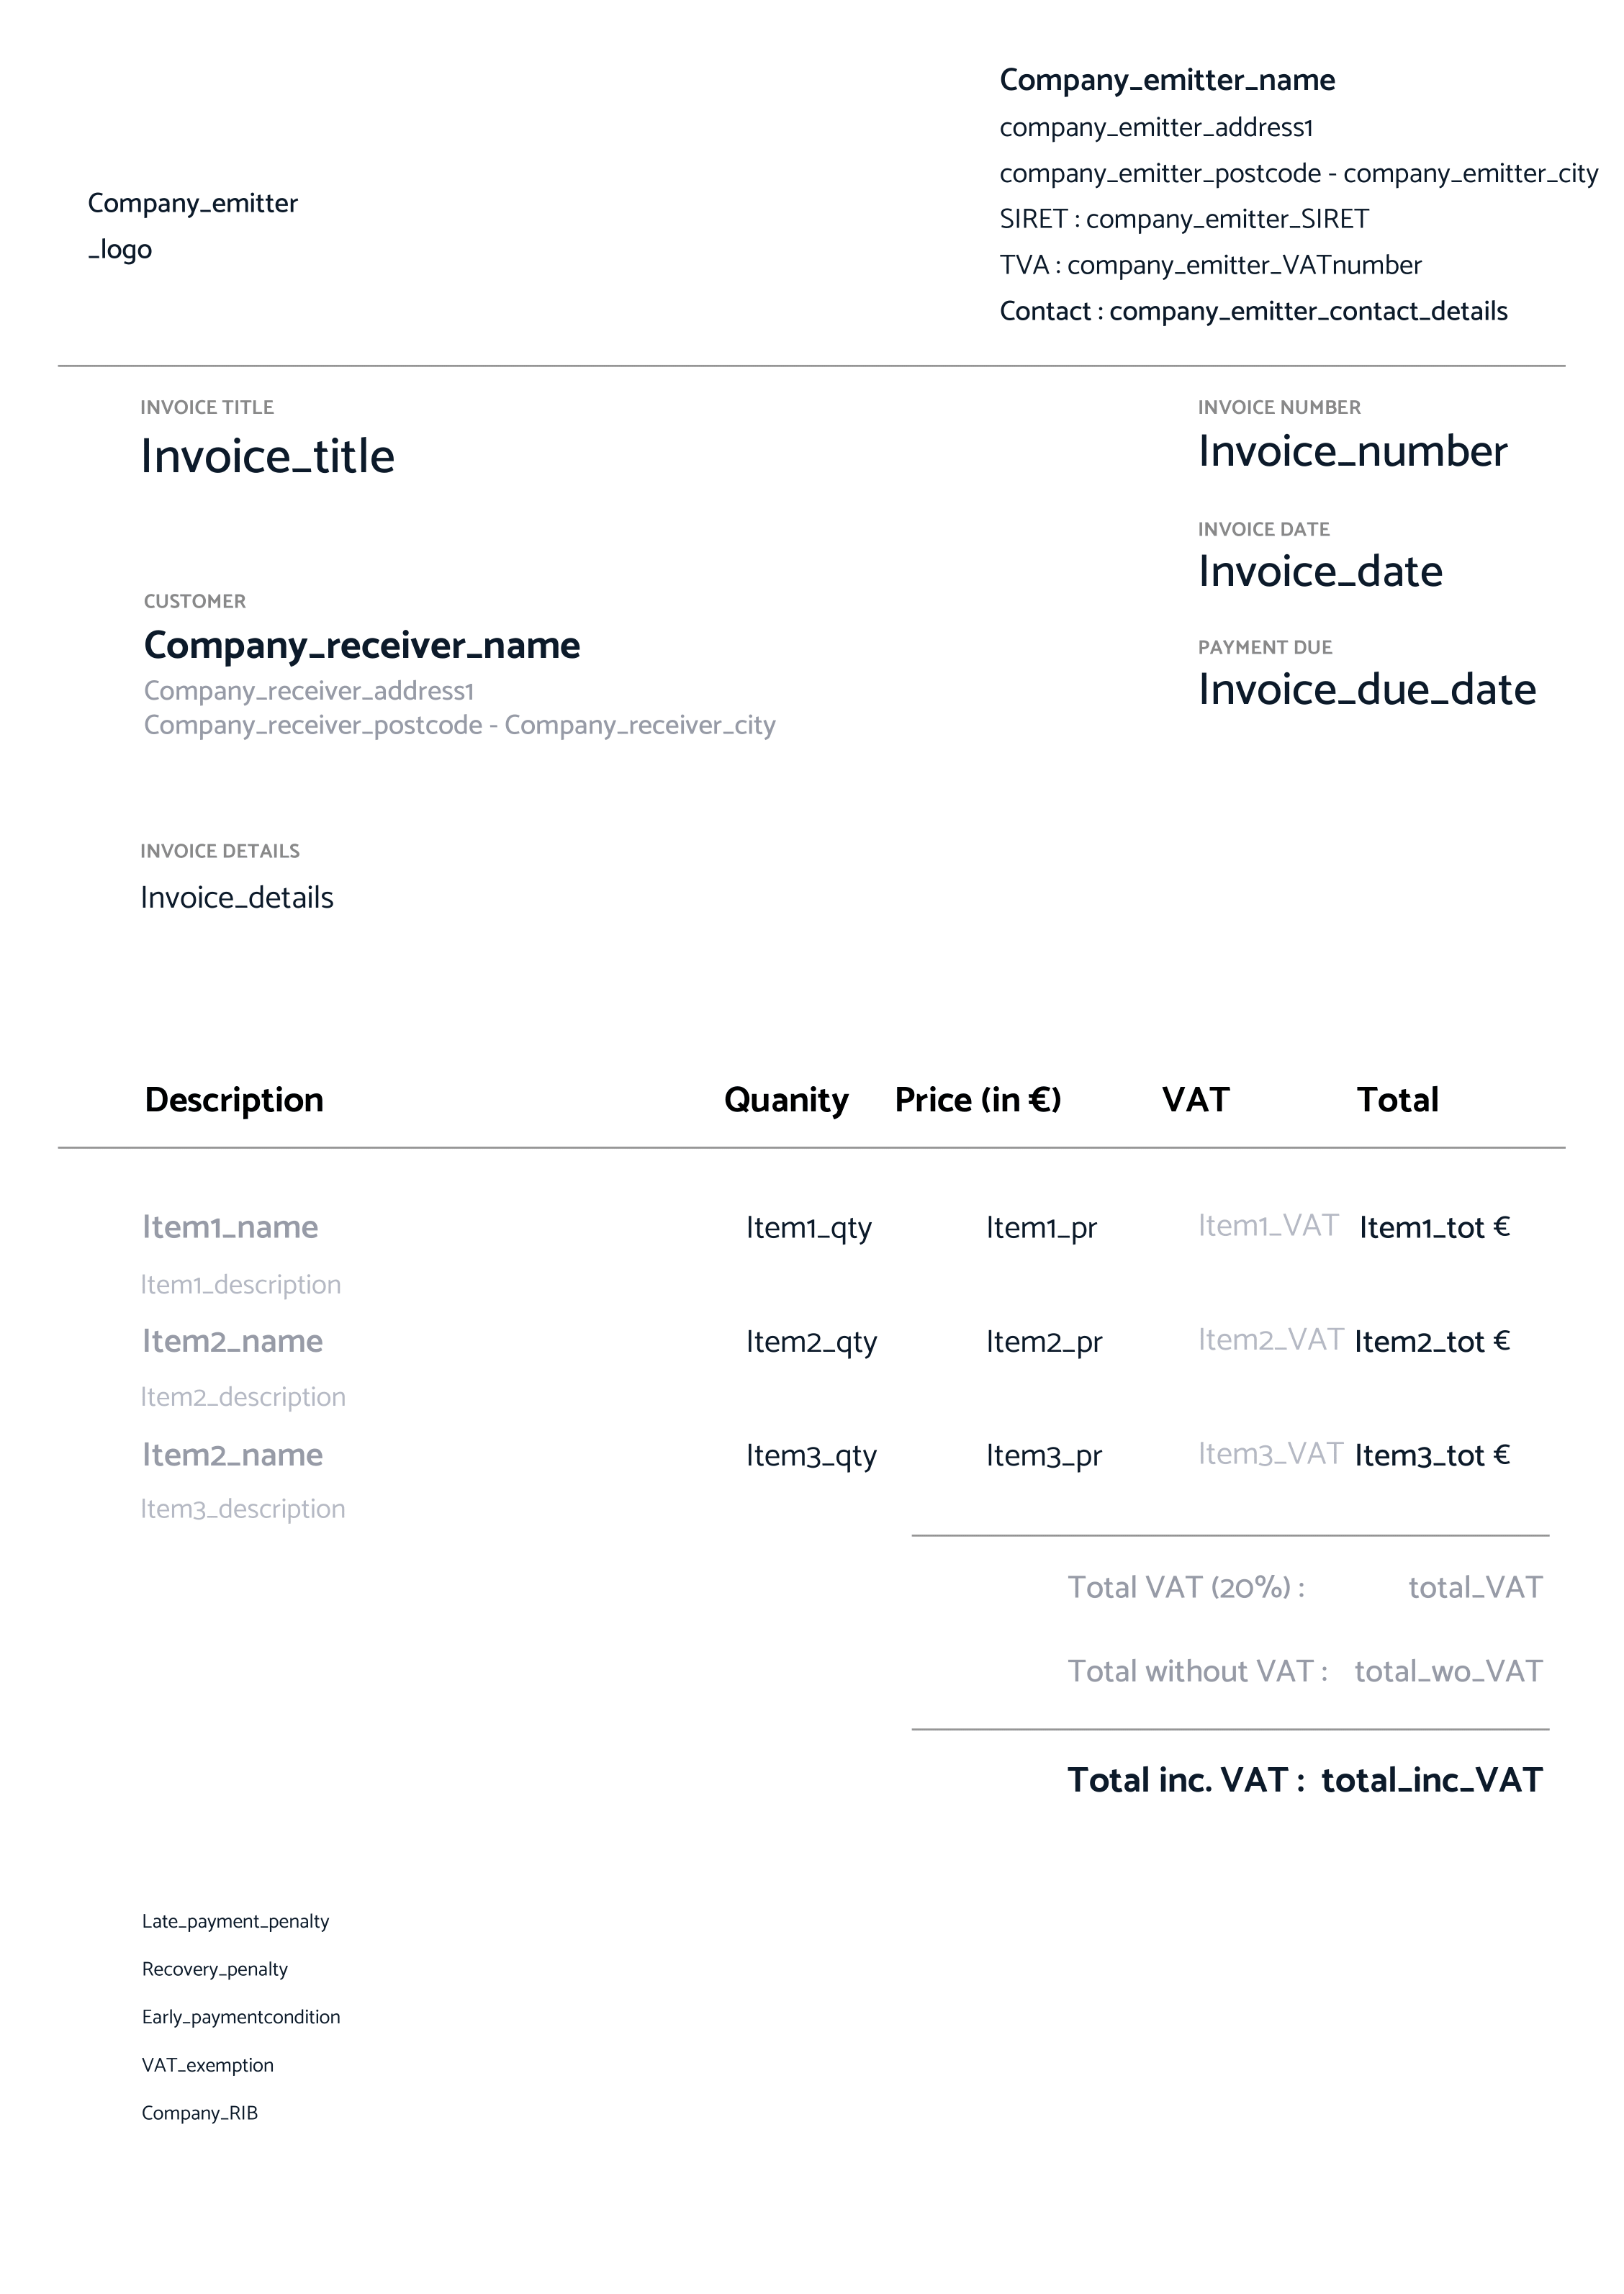 Company_emitter_name
company_emitter_address1
company_emitter_postcode - company_emitter_city
Company_emitter
_logo
SIRET : company_emitter_SIRET
TVA : company_emitter_VATnumber
Contact : company_emitter_contact_details
INVOICE TITLE
Invoice_title
INVOICE NUMBER
Invoice_number
INVOICE DATE
Invoice_date
CUSTOMER
Company_receiver_name
Company_receiver_address1
Company_receiver_postcode - Company_receiver_city
PAYMENT DUE
Invoice_due_date
INVOICE DETAILS
Invoice_details
Description Quanity Price (in €) VAT Total
Item1_name Item1_qty Item1_pr Item1_VAT Item1_tot €
Item1_description
Item2_name Item2_qty Item2_pr Item2_VAT Item2_tot €
Item2_description
Item2_name Item3_qty Item3_pr Item3_VAT Item3_tot €
Item3_description
Total VAT (20%) : total_VAT
Total without VAT : total_wo_VAT
Total inc. VAT : total_inc_VAT
Late_payment_penalty
Recovery_penalty
Early_paymentcondition
VAT_exemption
Company_RIB